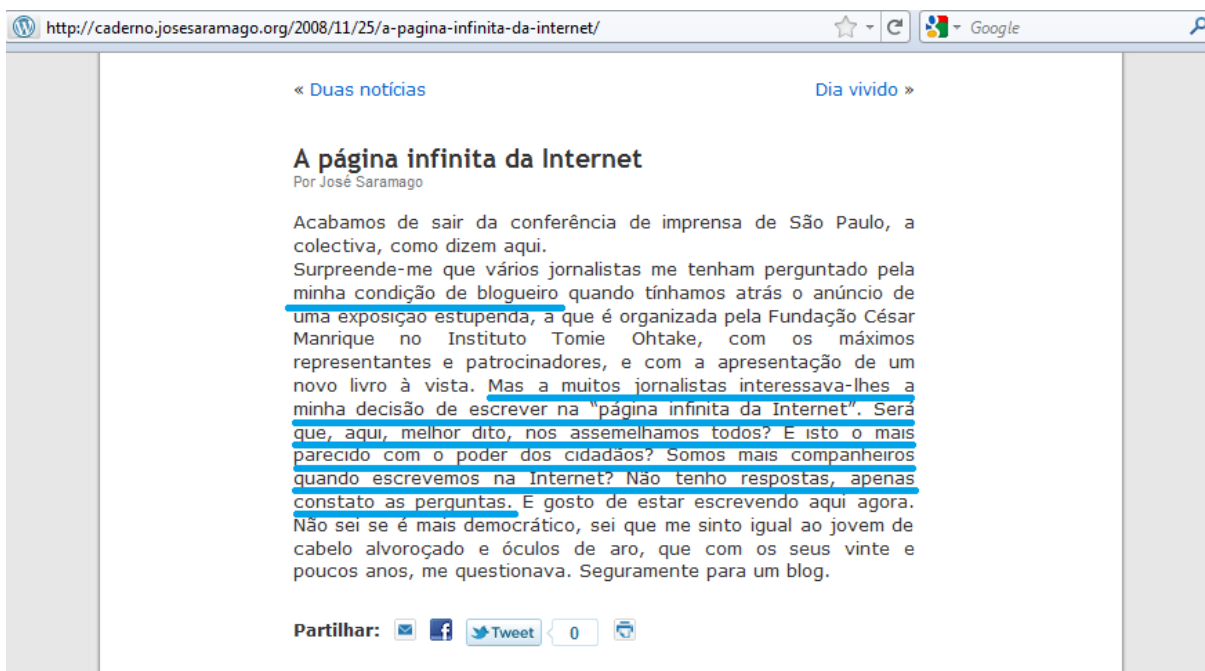 http://caderno.josesaramago.org/2008/11/25/a-pagina-infinita-da-internet/ Google
« Duas notícias Dia vivido »
A página infinita da Internet
Por José Saramago
Acabamos de sair da conferência de imprensa de São Paulo, a
colectiva, como dizem aqui.
Surpreende-me que vários jornalistas me tenham perguntado pela
minha condição de blogueiro quando tínhamos atrás o anúncio de
uma exposição estupenda, a que é organizada pela Fundação César
Manrique no Instituto Tomie Ohtake, com os máximos
representantes e patrocinadores, e com a apresentação de um
novo livro à vista. Mas a muitos jornalistas interessava-lhes a
minha decisão de escrever na “página infinita da Internet”. Será
que, aqui, melhor dito, nos assemelhamos todos? É isto o mais
parecido com o poder dos cidadãos? Somos mais companheiros
quando escrevemos na Internet? Não tenho respostas, apenas
constato as perguntas. E gosto de estar escrevendo aqui agora.
Não sei se é mais democrático, sei que me sinto igual ao jovem de
cabelo alvoroçado e óculos de aro, que com os seus vinte e
poucos anos, me questionava. Seguramente para um blog.
Partilhar: Tweet 0